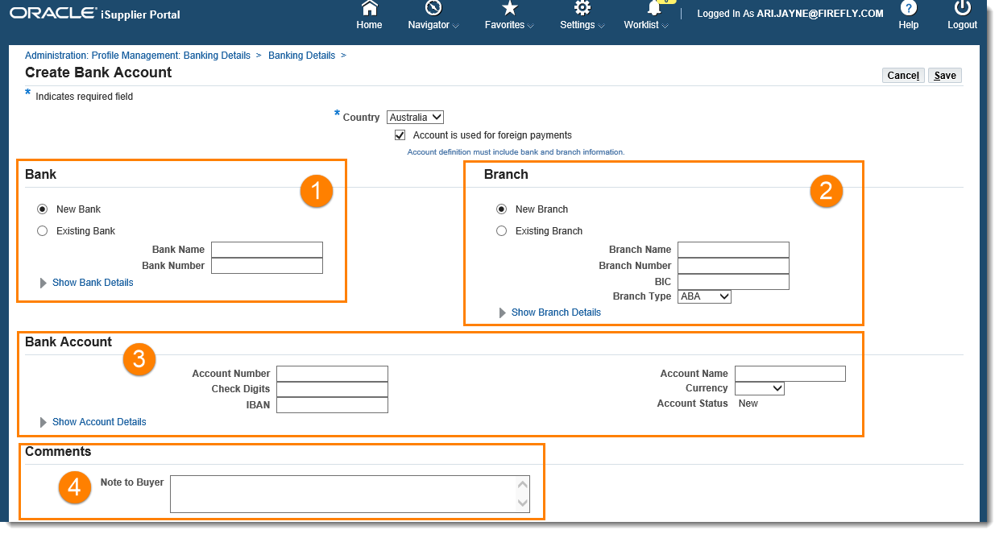 ORACLE® iSupplier Portal
Home Navigator Favorites Settings Worklist Logged In As ARI.JAYNE@FIREFLY.COM Help Logout
Administration: Profile Management: Banking Details > Banking Details >
Create Bank Account
Cancel Save
* Indicates required field
* Country Australia
Account is used for foreign payments
Account definition must include bank and branch information.
Bank
1
New Bank
Existing Bank
Bank Name
Bank Number
Show Bank Details
Branch
2
New Branch
Existing Branch
Branch Name
Branch Number
BIC
Branch Type ABA
Show Branch Details
Bank Account
3
Account Number
Check Digits
IBAN
Show Account Details
Account Name
Currency
Account Status New
Comments
4
Note to Buyer